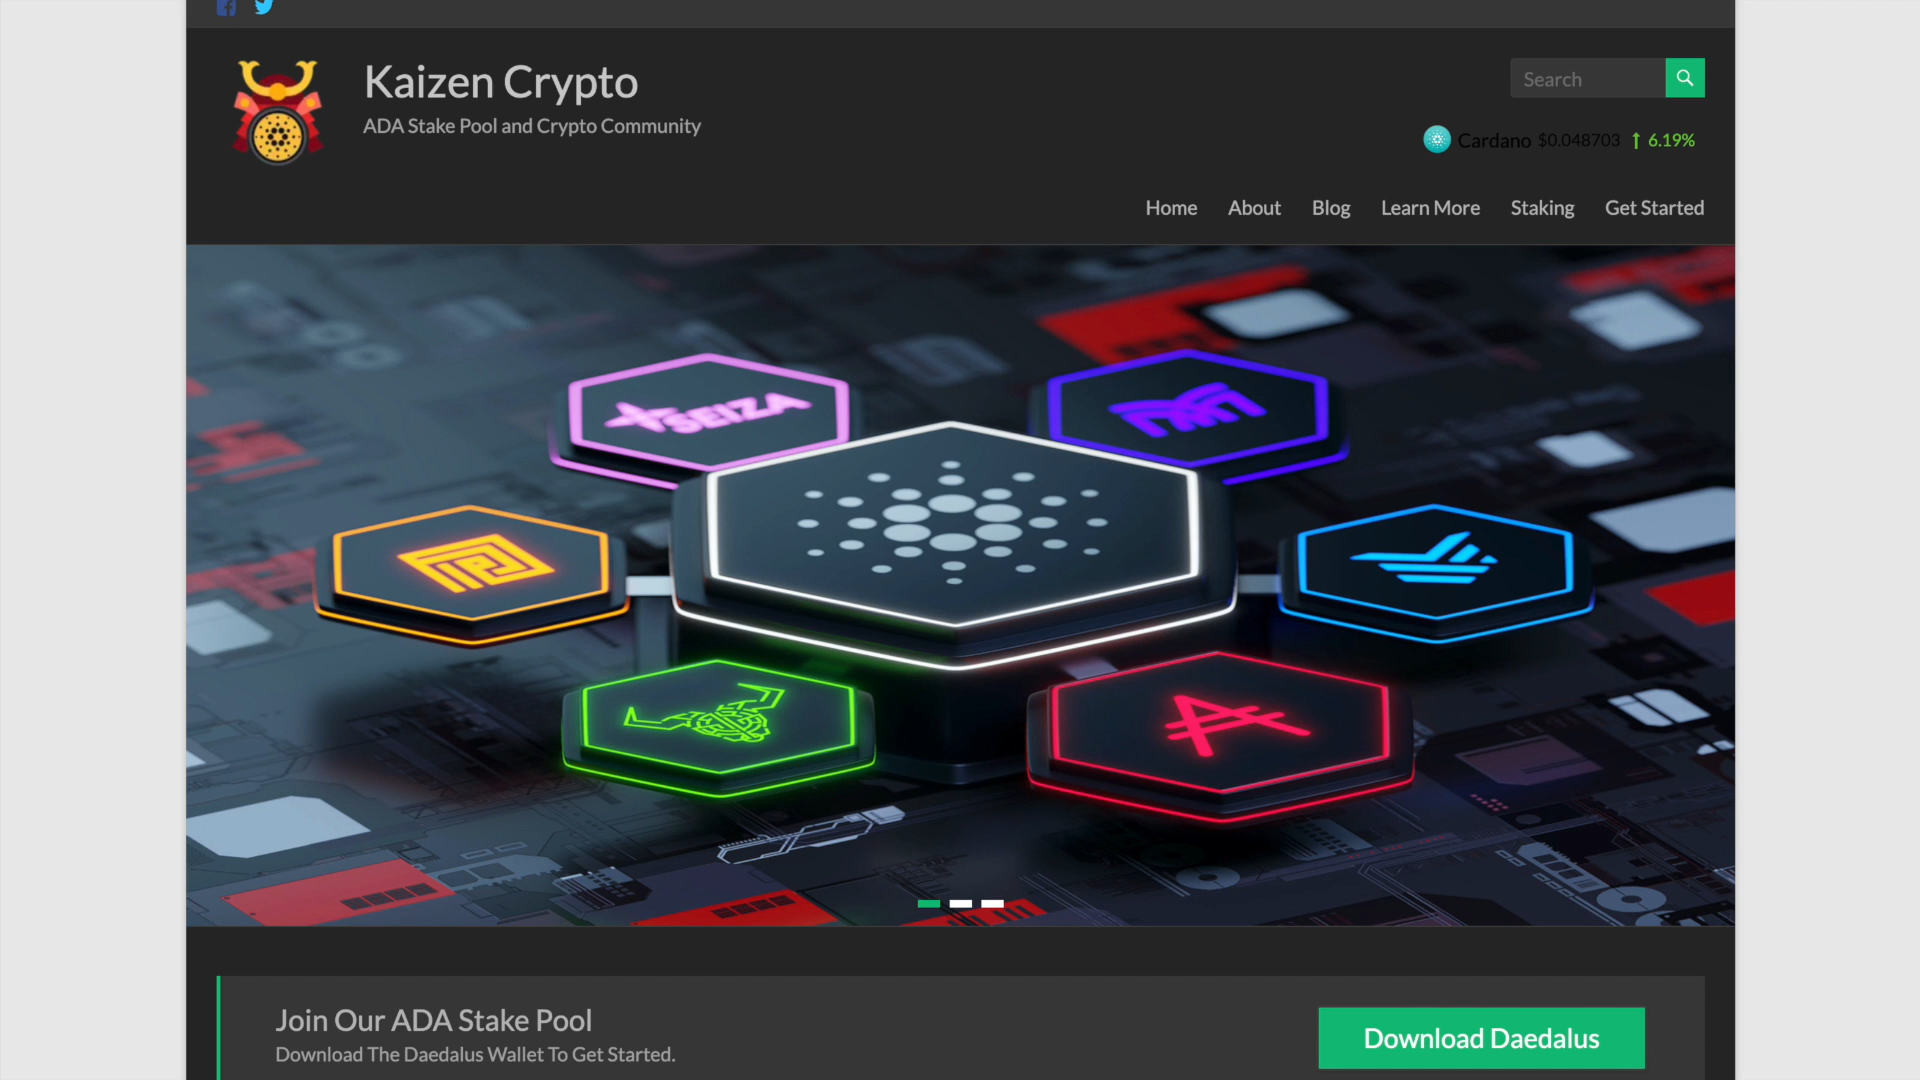 Kaizen Crypto
ADA Stake Pool and Crypto Community
Search
Cardano $0.048703 ↑ 6.19%
Home About Blog Learn More Staking Get Started
SEIZA
Join Our ADA Stake Pool
Download The Daedalus Wallet To Get Started.
Download Daedalus